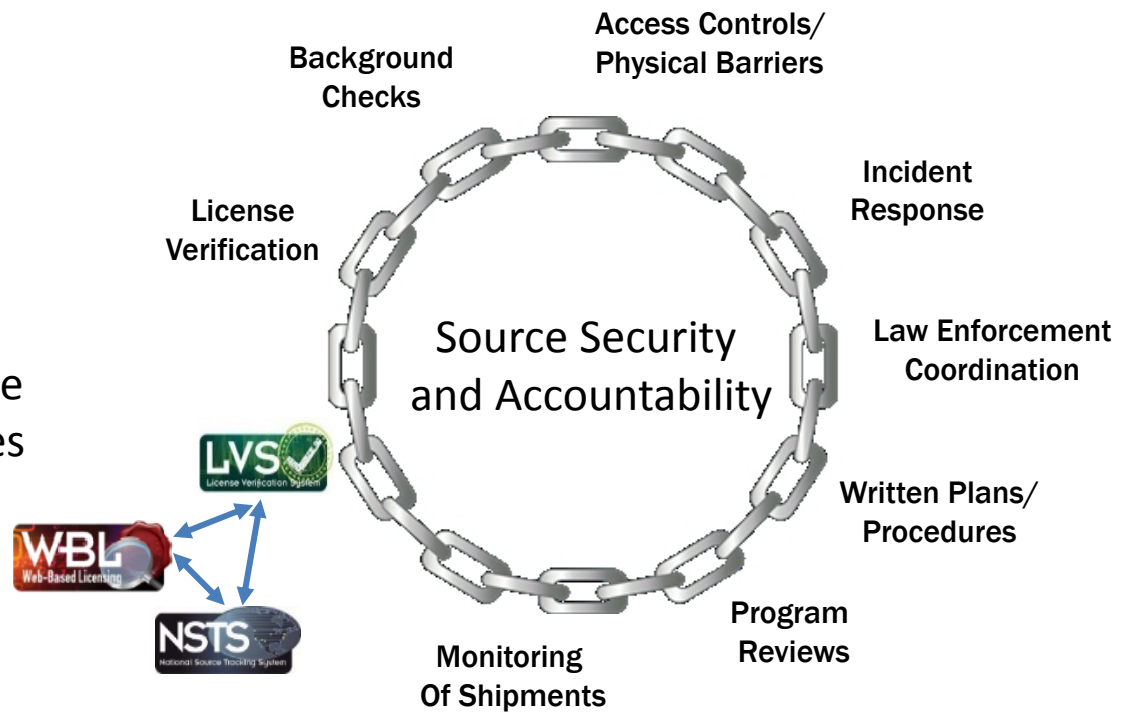 Access Controls/
Physical Barriers
Background
Checks
Incident
Response
License
Verification
Source Security
and Accountability
Law Enforcement
Coordination
e
es
LVS
License Verification System
Written Plans/
Procedures
W-BL
Web-Based Licensing
NSTS
National Source Tracking System
Program
Reviews
Monitoring
Of Shipments